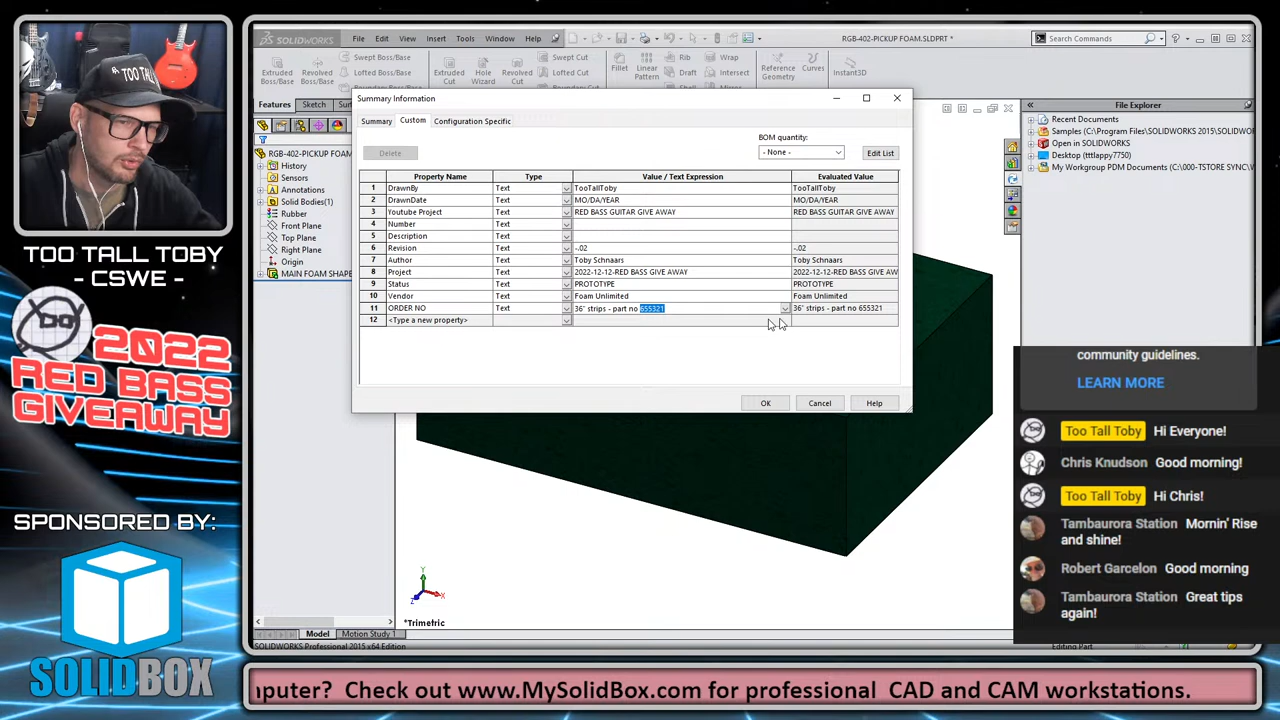 TOO TALL
TOO TALL TOBY
- CSWE -
2022
RED BASS
GIVEAWAY
SPONSORED BY:
SOLIDBOX
SOLIDWORKS
File Edit View Insert Tools Window Help
RGB-402-PICKUP FOAM.SLDPRT *
Search Commands
Extruded Boss/Base
Revolved Boss/Base
Swept Boss/Base
Lofted Boss/Base
Extruded Cut
Hole Wizard
Revolved Cut
Swept Cut
Lofted Cut
Fillet
Linear Pattern
Rib
Draft
Wrap
Intersect
Reference Geometry
Curves
Instant3D
Features Sketch
RGB-402-PICKUP FOAM
History
Sensors
Annotations
Solid Bodies(1)
Rubber
Front Plane
Top Plane
Right Plane
Origin
MAIN FOAM SHAPE
Summary Information
Summary Custom Configuration Specific
BOM quantity:
Delete
- None -
Edit List
Property Name Type Value / Text Expression Evaluated Value
1 DrawnBy Text TooTallToby TooTallToby
2 DrawnDate Text MO/DA/YEAR MO/DA/YEAR
3 Youtube Project Text RED BASS GUITAR GIVE AWAY RED BASS GUITAR GIVE AWAY
4 Number Text
5 Description Text
6 Revision Text -.02 -.02
7 Author Text Toby Schnaars Toby Schnaars
8 Project Text 2022-12-12-RED BASS GIVE AWAY 2022-12-12-RED BASS GIVE AW
9 Status Text PROTOTYPE PROTOTYPE
10 Vendor Text Foam Unlimited Foam Unlimited
11 ORDER NO Text 36" strips - part no 655321 36" strips - part no 655321
12 <Type a new property>
OK Cancel Help
File Explorer
Recent Documents
Samples (C:\Program Files\SOLIDWORKS 2015\SOLIDWORKS
Open in SOLIDWORKS
Desktop (tttlappy7750)
My Workgroup PDM Documents (C:\000-TSTORE SYNC\
Y
X
Z
*Trimetric
Model Motion Study 1
SOLIDWORKS Professional 2015 x64 Edition
Editing Part
community guidelines.
LEARN MORE
Too Tall Toby Hi Everyone!
Chris Knudson Good morning!
Too Tall Toby Hi Chris!
Tambaurora Station Mornin' Rise
and shine!
Robert Garcelon Good morning
Tambaurora Station Great tips
again!
mputer? Check out www.MySolidBox.com for professional CAD and CAM workstations.